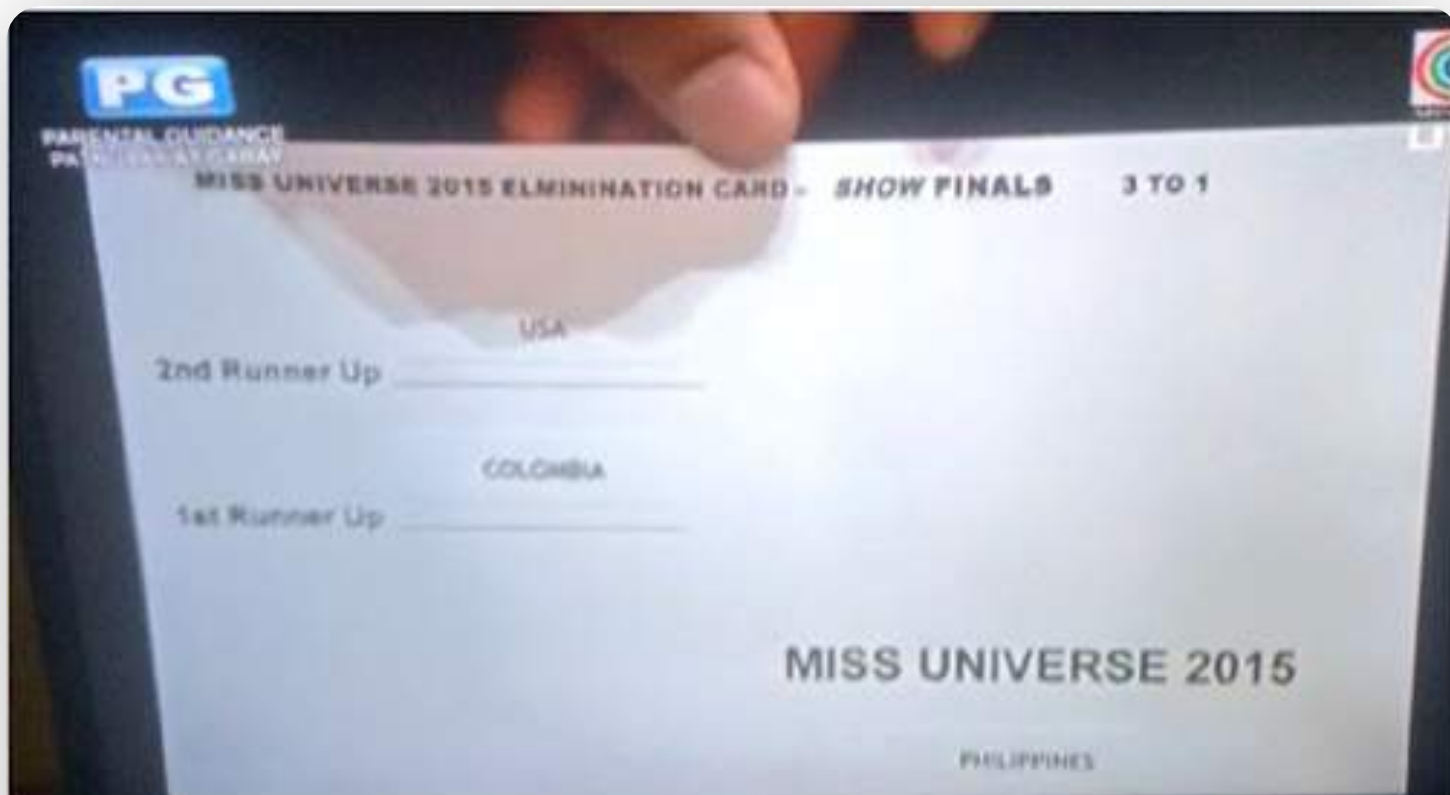 PG
PARENTAL GUIDANCE
MISS UNIVERSE 2015 ELMININATION CARD - SHOW FINALS 3 TO 1
USA
2nd Runner Up
COLOMBIA
1st Runner Up
MISS UNIVERSE 2015
PHILIPPINES